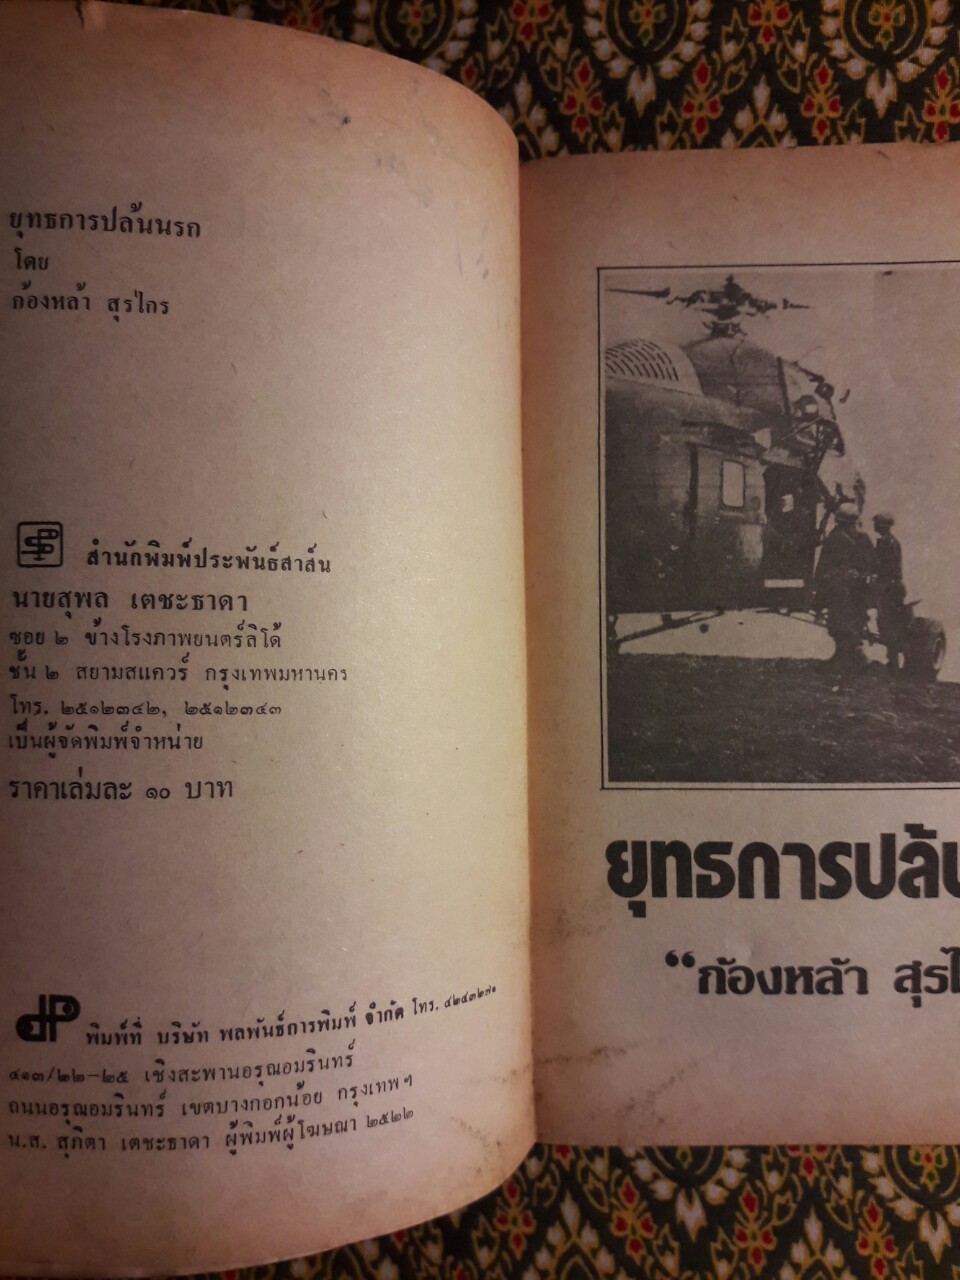 ยุทธการปล้นนรก
โดย
ก้องหล้า สุรไกร
สำนักพิมพ์ประพันธ์สาส์น
นายสุพล เตชะธาดา
ซอย ๒ ข้างโรงภาพยนตร์ลิโด้
ชั้น ๒ สยามสแควร์ กรุงเทพมหานคร
โทร. ๒๕๑๒๓๔๒, ๒๕๑๒๓๔๓
เป็นผู้จัดพิมพ์จำหน่าย
ราคาเล่มละ ๑๐ บาท
พิมพ์ที่ บริษัท พลพันธ์การพิมพ์ จำกัด โทร. ๔๒๔๓๒๗๑
๔๑๓/๒๒-๒๕ เชิงสะพานอรุณอมรินทร์
ถนนอรุณอมรินทร์ เขตบางกอกน้อย กรุงเทพฯ
น.ส. สุภิตา เตชะธาดา ผู้พิมพ์ผู้โฆษณา ๒๕๒๒
ยุทธการปล้น
“ก้องหล้า สุรไ